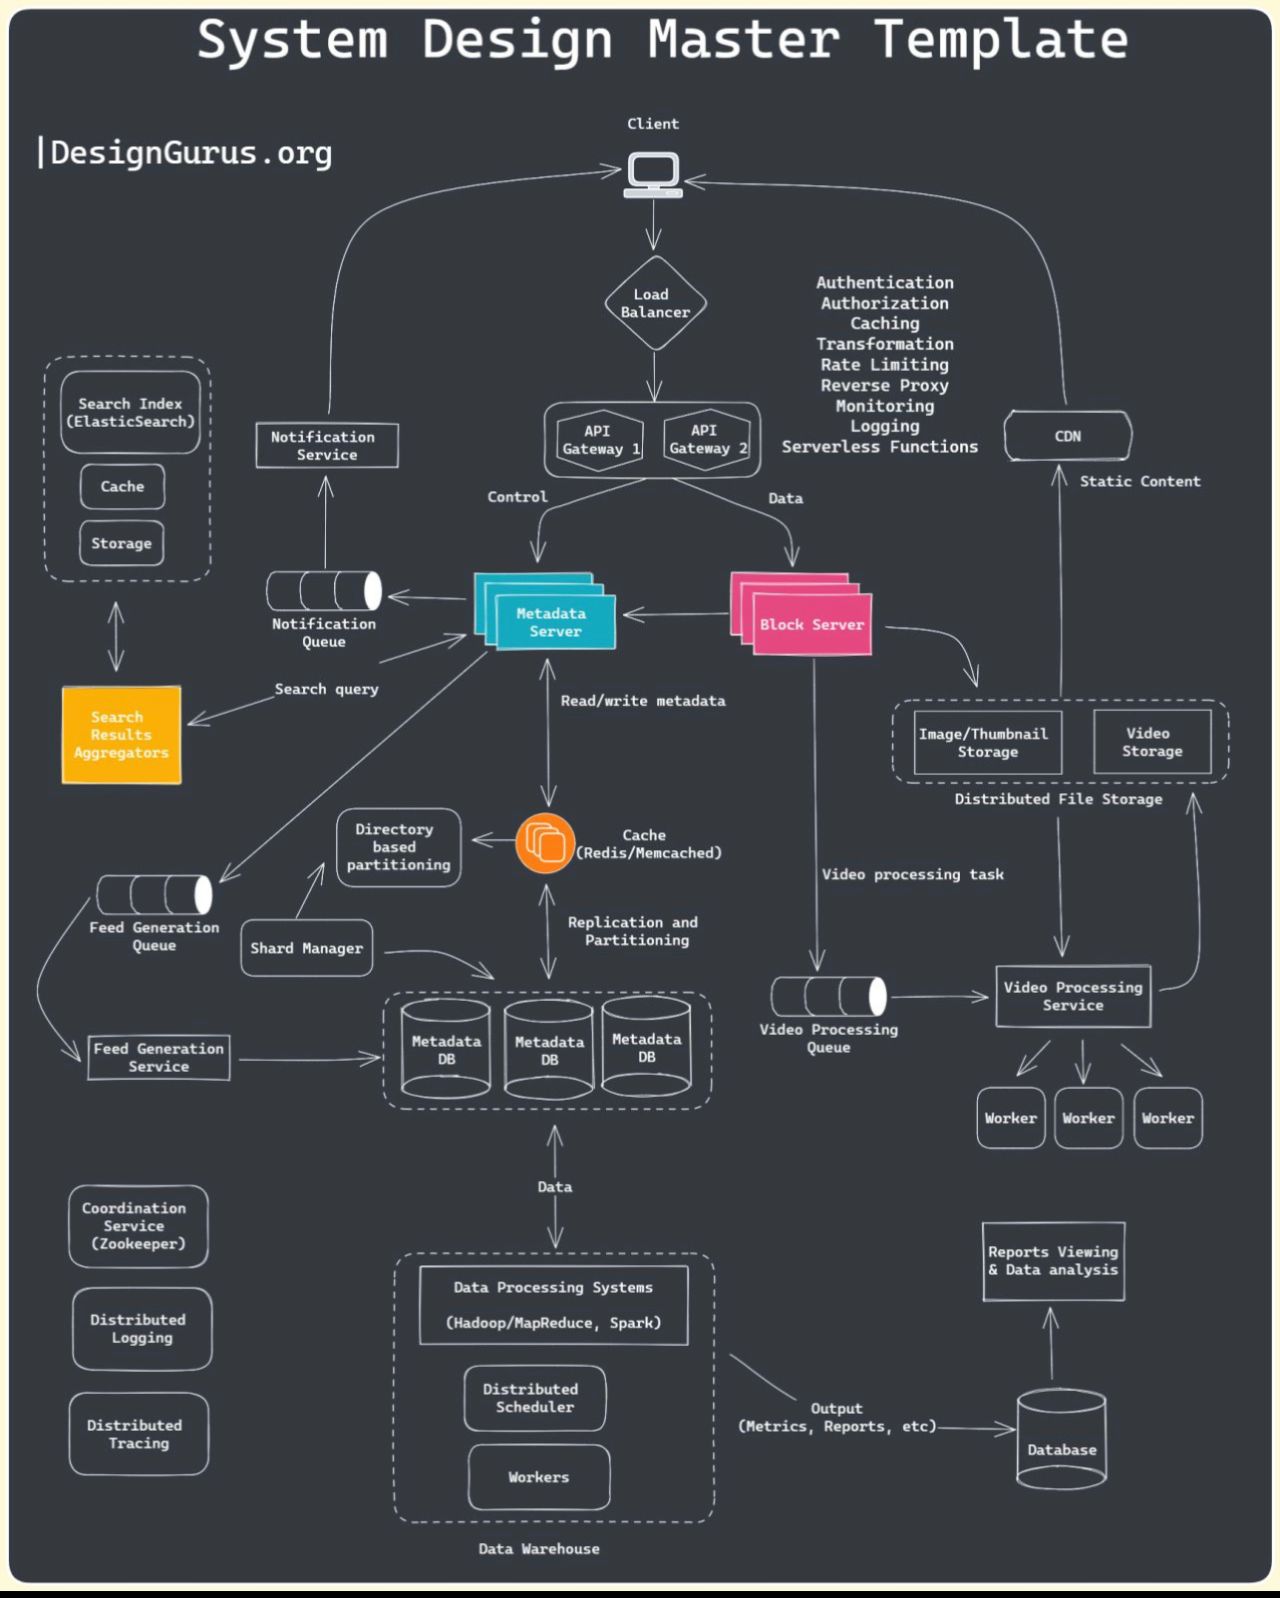 System Design Master Template
|DesignGurus.org
Client
Load
Balancer
Authentication
Authorization
Caching
Transformation
Rate Limiting
Reverse Proxy
Monitoring
Logging
Serverless Functions
Search Index
(ElasticSearch)
Cache
Storage
Notification
Service
API
Gateway 1
API
Gateway 2
CDN
Static Content
Control
Data
Notification
Queue
Metadata
Server
Block Server
Search query
Read/write metadata
Search
Results
Aggregators
Image/Thumbnail
Storage
Video
Storage
Distributed File Storage
Directory
based
partitioning
Cache
(Redis/Memcached)
Video processing task
Feed Generation
Queue
Shard Manager
Replication and
Partitioning
Video Processing
Queue
Video Processing
Service
Feed Generation
Service
Metadata
DB
Metadata
DB
Metadata
DB
Worker
Worker
Worker
Data
Coordination
Service
(Zookeeper)
Distributed
Logging
Distributed
Tracing
Data Processing Systems
(Hadoop/MapReduce, Spark)
Distributed
Scheduler
Workers
Data Warehouse
Output
(Metrics, Reports, etc)
Reports Viewing
& Data analysis
Database